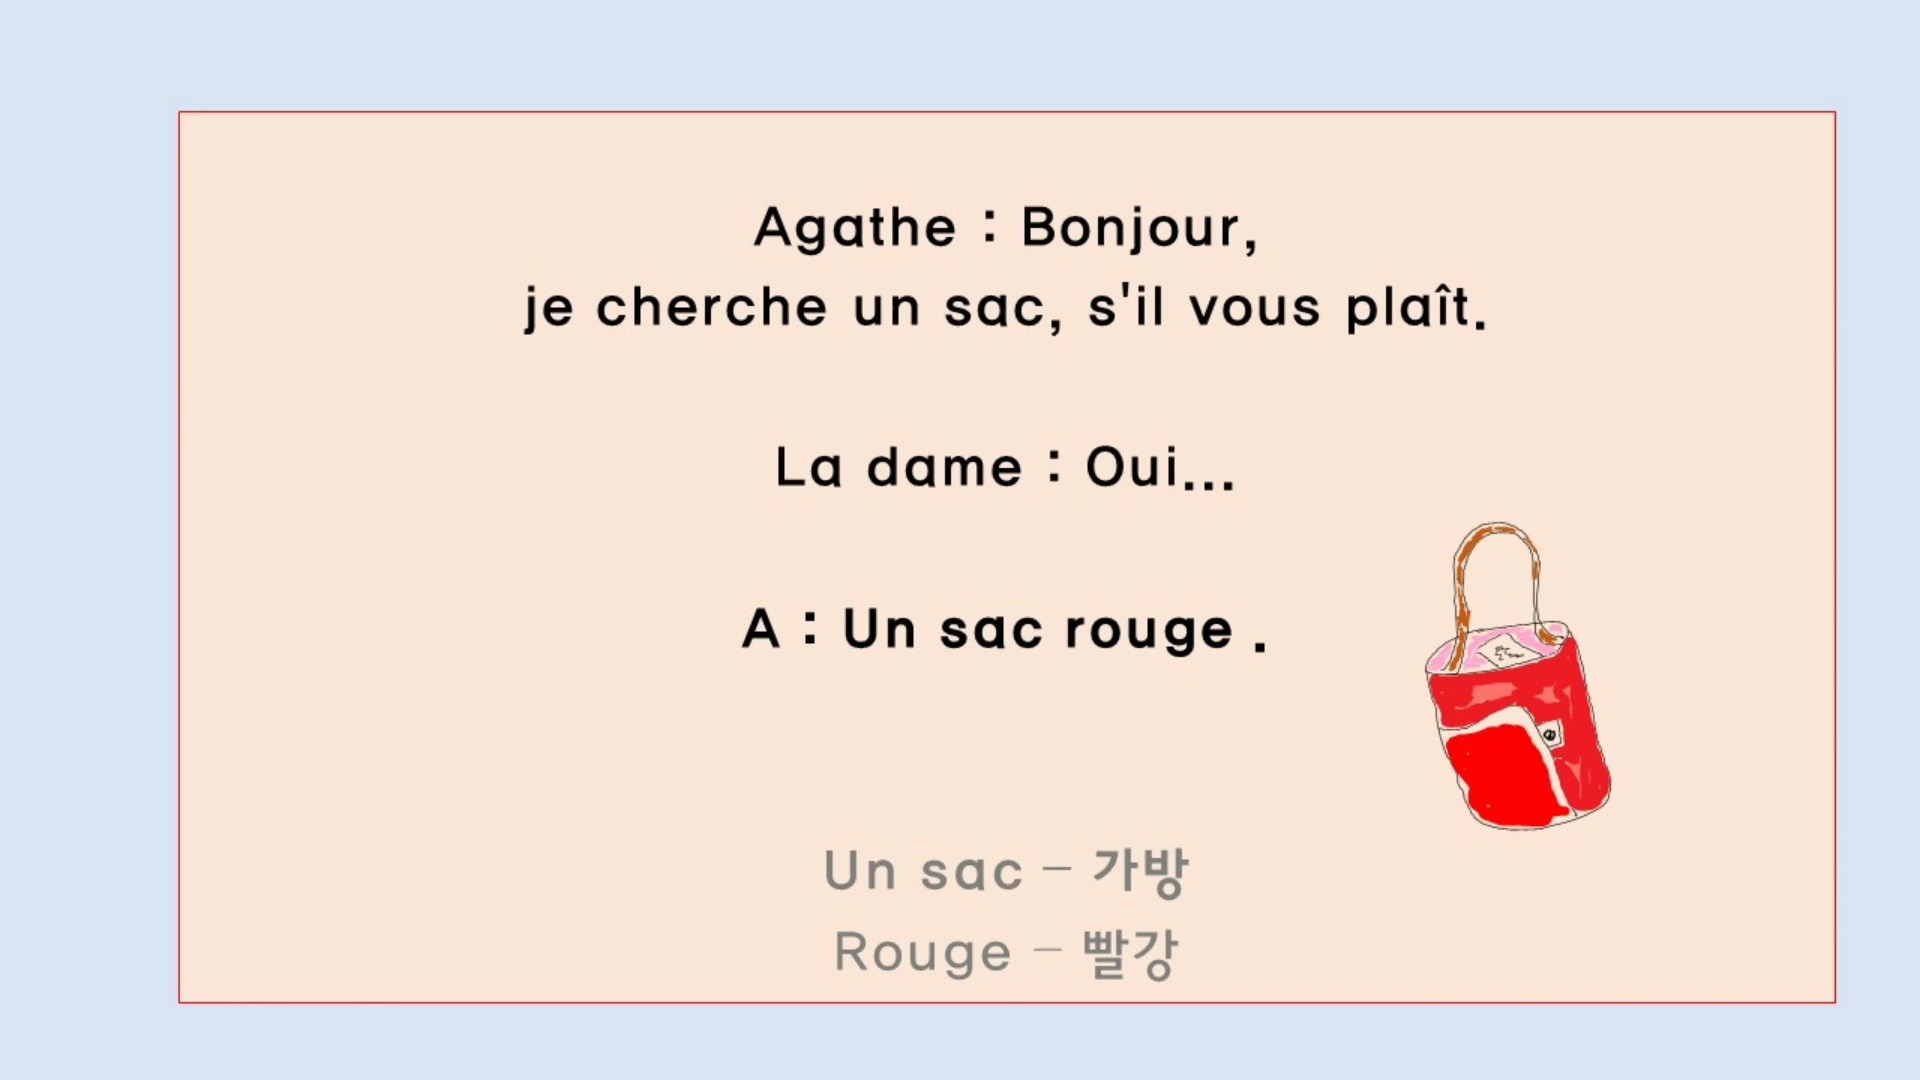 Agathe : Bonjour,
je cherche un sac, s'il vous plaît.
La dame : Oui...
A : Un sac rouge .
Un sac – 가방
Rouge – 빨강